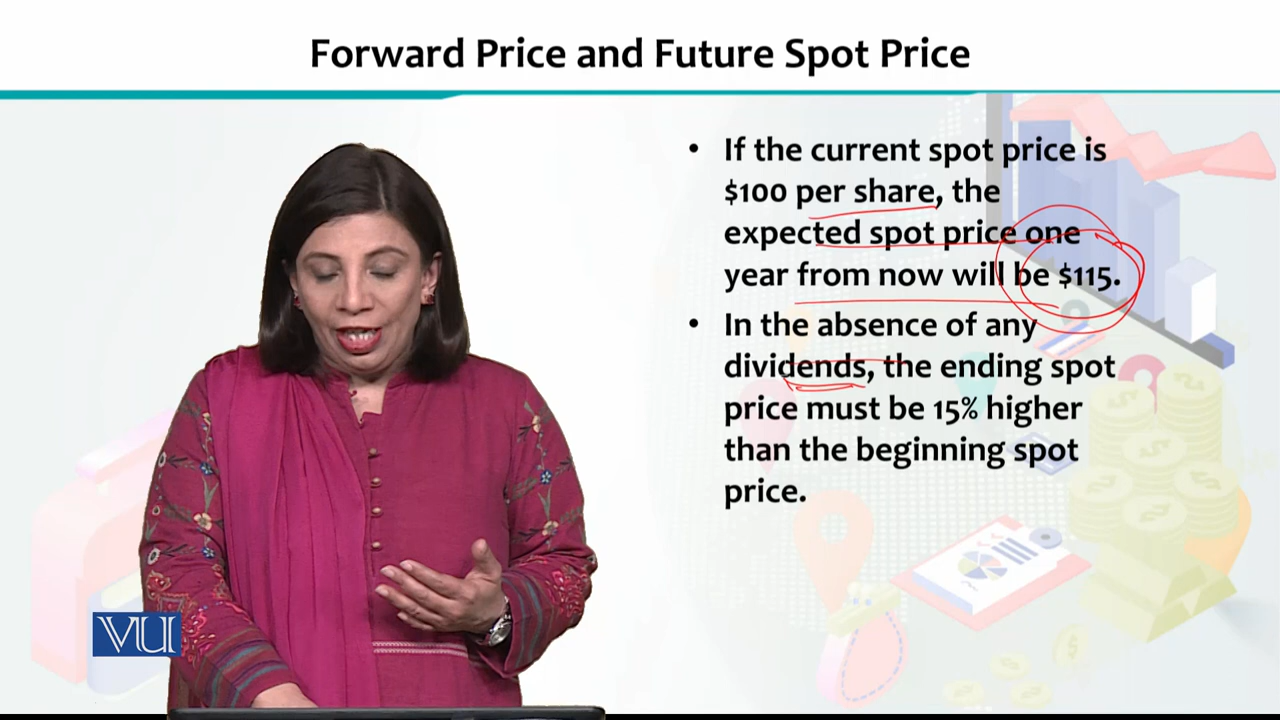 Forward Price and Future Spot Price
• If the current spot price is
$100 per share, the
expected spot price one
year from now will be $115.
• In the absence of any
dividends, the ending spot
price must be 15% higher
than the beginning spot
price.
VU